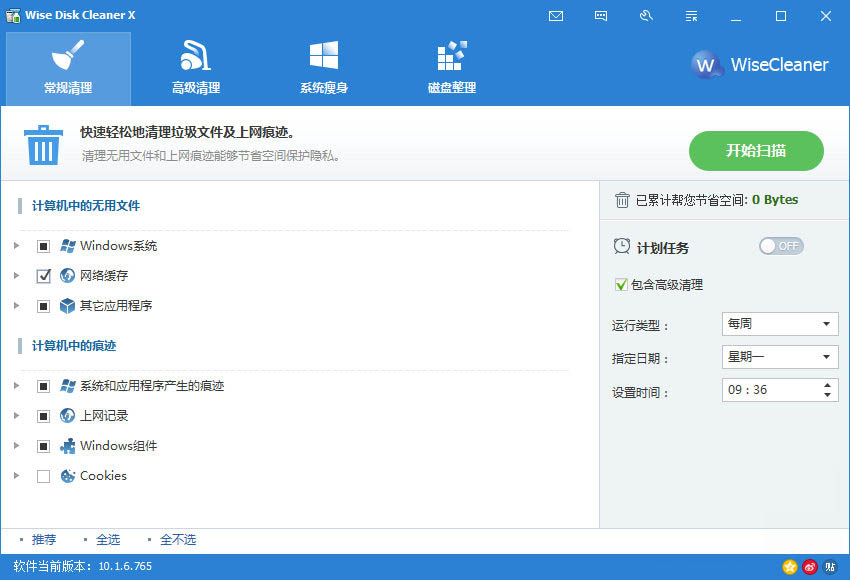 Wise Disk Cleaner X
常规清理
高级清理
系统瘦身
磁盘整理
W WiseCleaner
快速轻松地清理垃圾文件及上网痕迹。
清理无用文件和上网痕迹能够节省空间保护隐私。
开始扫描
计算机中的无用文件
Windows系统
网络缓存
其它应用程序
计算机中的痕迹
系统和应用程序产生的痕迹
上网记录
Windows组件
Cookies
已累计帮您节省空间: 0 Bytes
计划任务
OFF
包含高级清理
运行类型：
每周
指定日期：
星期一
设置时间：
09 : 36
推荐
全选
全不选
软件当前版本： 10.1.6.765
贴